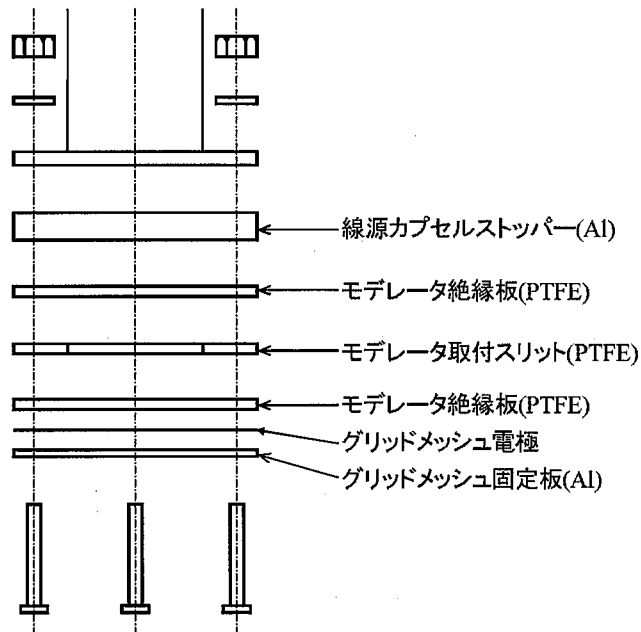 線源カプセルストッパー(Al)
モデレータ絶縁板(PTFE)
モデレータ取付スリット(PTFE)
モデレータ絶縁板(PTFE)
グリッドメッシュ電極
グリッドメッシュ固定板(Al)